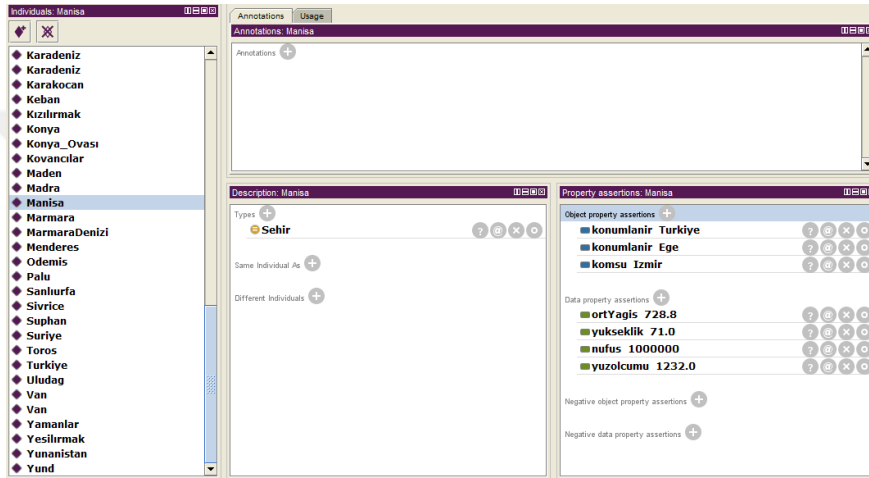 Individuals: Manisa
Karadeniz
Karadeniz
Karakocan
Keban
Kızılırmak
Konya
Konya_Ovası
Kovancılar
Maden
Madra
Manisa
Marmara
MarmaraDenizi
Menderes
Odemis
Palu
Sanlıurfa
Sivrice
Suphan
Suriye
Toros
Turkiye
Uludag
Van
Van
Yamanlar
Yesilırmak
Yunanistan
Yund
Annotations Usage
Annotations: Manisa
Annotations
Description: Manisa
Types
Sehir
Same Individual As
Different Individuals
Property assertions: Manisa
Object property assertions
konumlanir Turkiye
konumlanir Ege
komsu Izmir
Data property assertions
ortYagis 728.8
yukseklik 71.0
nufus 1000000
yuzolcumu 1232.0
Negative object property assertions
Negative data property assertions